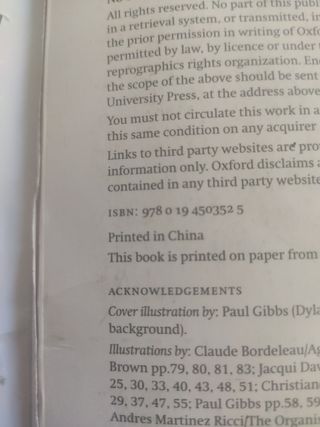 All rights reserved. No part of this publ
in a retrieval system, or transmitted, in
the prior permission in writing of Oxfo
permitted by law, by licence or under
reprographics rights organization. En
the scope of the above should be sent
University Press, at the address above
You must not circulate this work in a
this same condition on any acquirer
Links to third party websites are pro
information only. Oxford disclaims a
contained in any third party website
ISBN: 978 0 19 450352 5
Printed in China
This book is printed on paper from
ACKNOWLEDGEMENTS
Cover illustration by: Paul Gibbs (Dyla
background).
Illustrations by: Claude Bordeleau/Ag
Brown pp.79, 80, 81, 83; Jacqui Dav
25, 30, 33, 40, 43, 48, 51; Christian
29, 37, 47, 55; Paul Gibbs pp.58, 59
Andres Martinez Ricci/The Organis